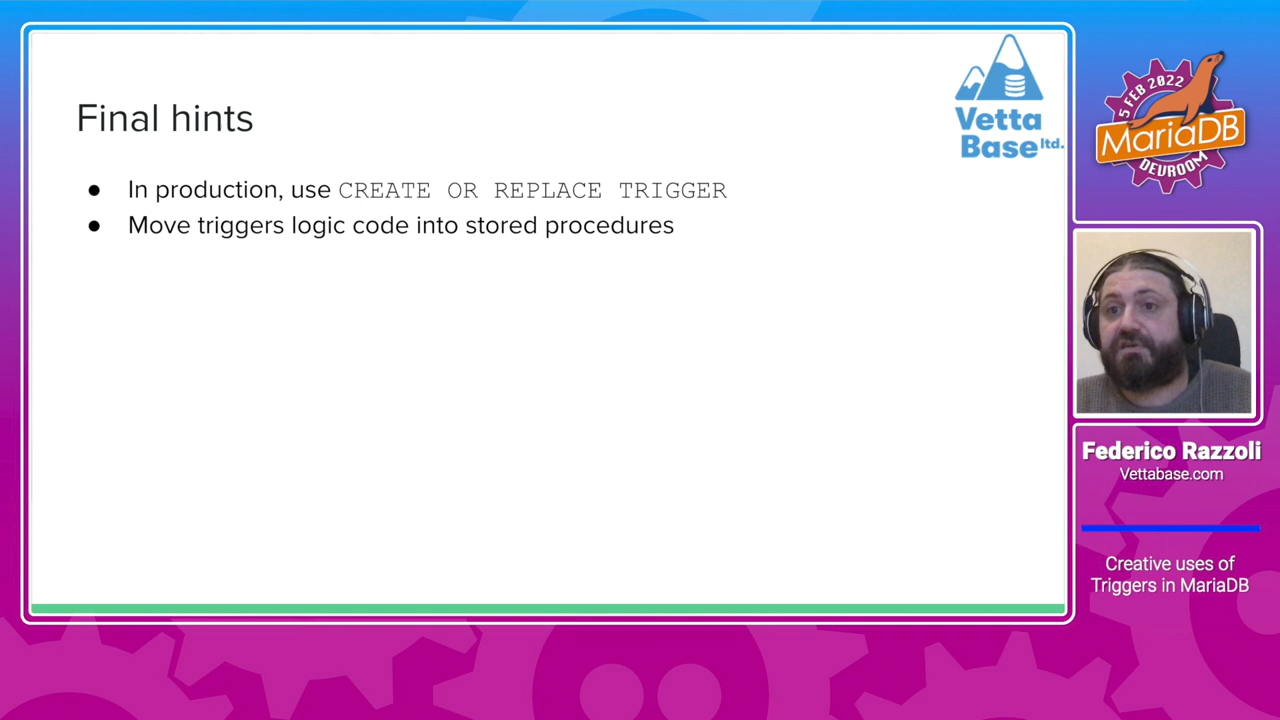 Final hints
● In production, use CREATE OR REPLACE TRIGGER
● Move triggers logic code into stored procedures
Vetta
Base ltd.
5 FEB 2022
MariaDB
DEVROOM
Federico Razzoli
Vettabase.com
Creative uses of
Triggers in MariaDB